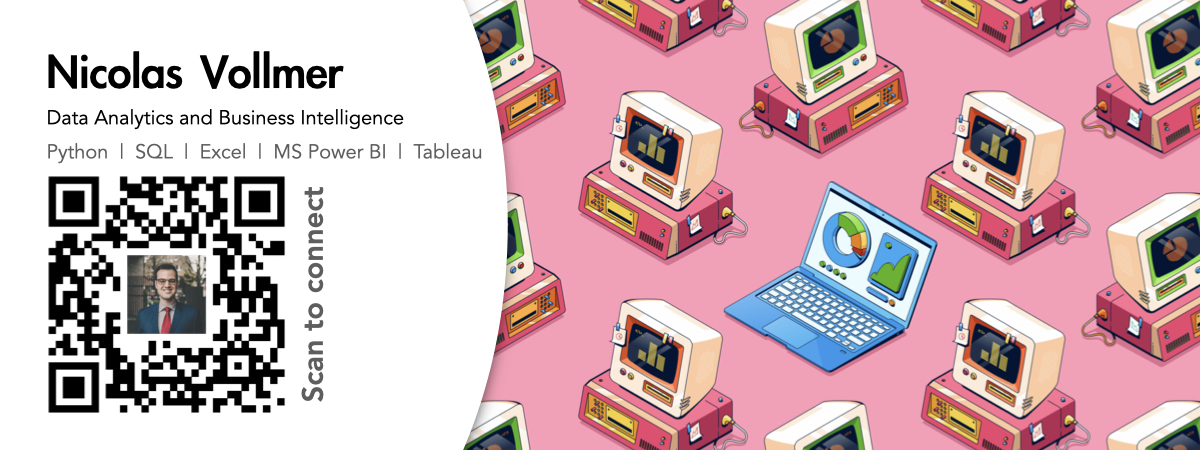 Nicolas Vollmer
Data Analytics and Business Intelligence
Python | SQL | Excel | MS Power BI | Tableau
Scan to connect